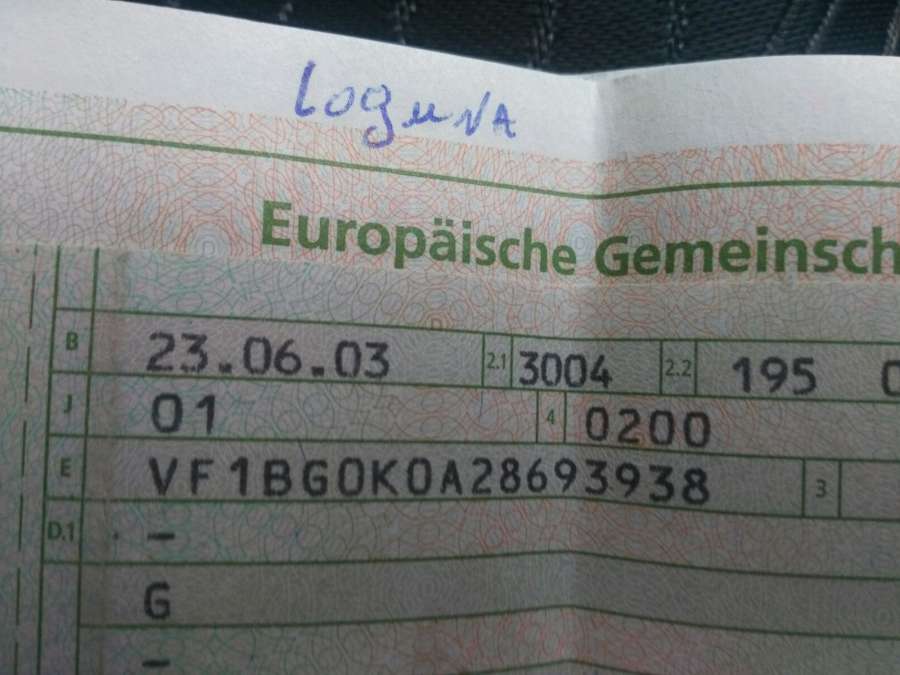 LoguNA
Europäische Gemeinsch
B 23.06.03 2.1 3004 2.2 195
J 01 4 0200
E VF1BG0K0A28693938 3
D.1 -
G
-